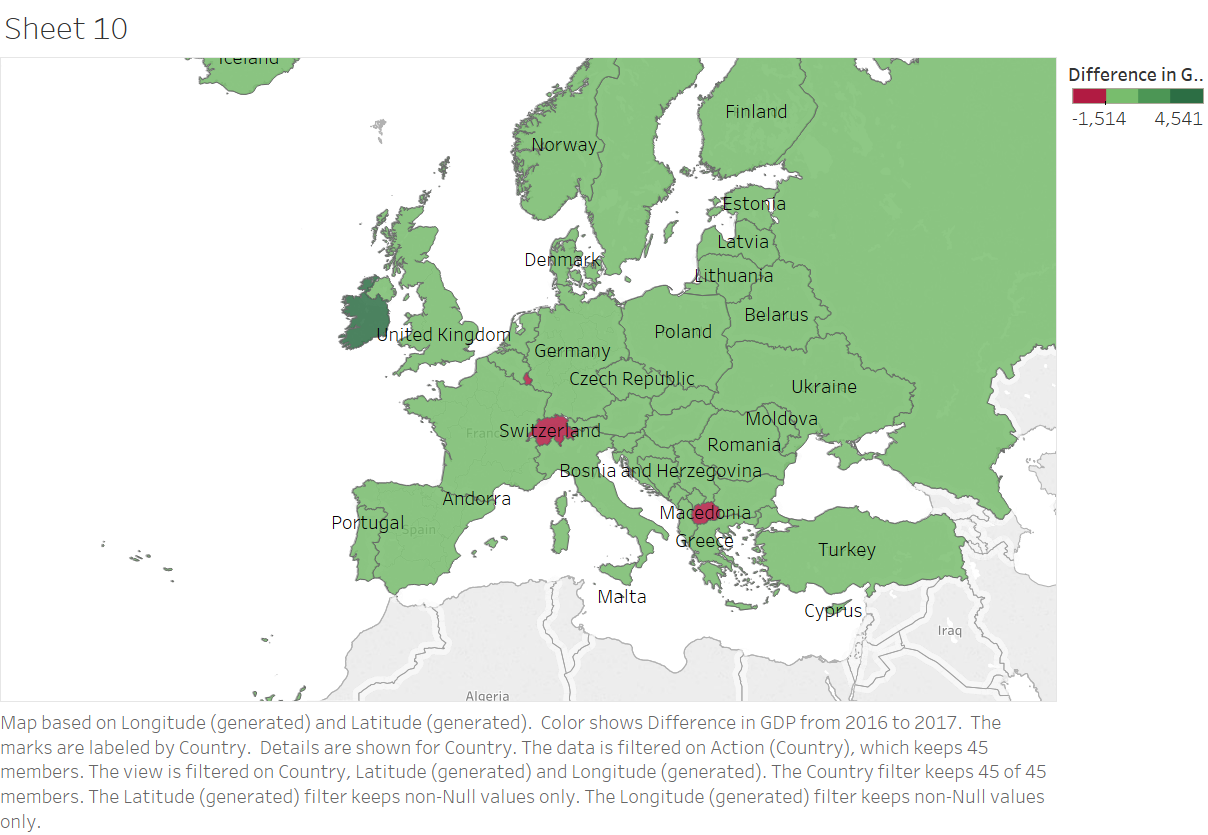 Sheet 10
Iceland
Difference in G..
-1,514 4,541
Finland
Norway
Estonia
Latvia
Denmark
Lithuania
Belarus
United Kingdom
Poland
Germany
Czech Republic
Ukraine
Moldova
Switzerland
France
Romania
Bosnia and Herzegovina
Andorra
Macedonia
Portugal
Spain
Greece
Turkey
Malta
Cyprus
Iraq
Algeria
Map based on Longitude (generated) and Latitude (generated).  Color shows Difference in GDP from 2016 to 2017.  The
marks are labeled by Country.  Details are shown for Country. The data is filtered on Action (Country), which keeps 45
members. The view is filtered on Country, Latitude (generated) and Longitude (generated). The Country filter keeps 45 of 45
members. The Latitude (generated) filter keeps non-Null values only. The Longitude (generated) filter keeps non-Null values
only.